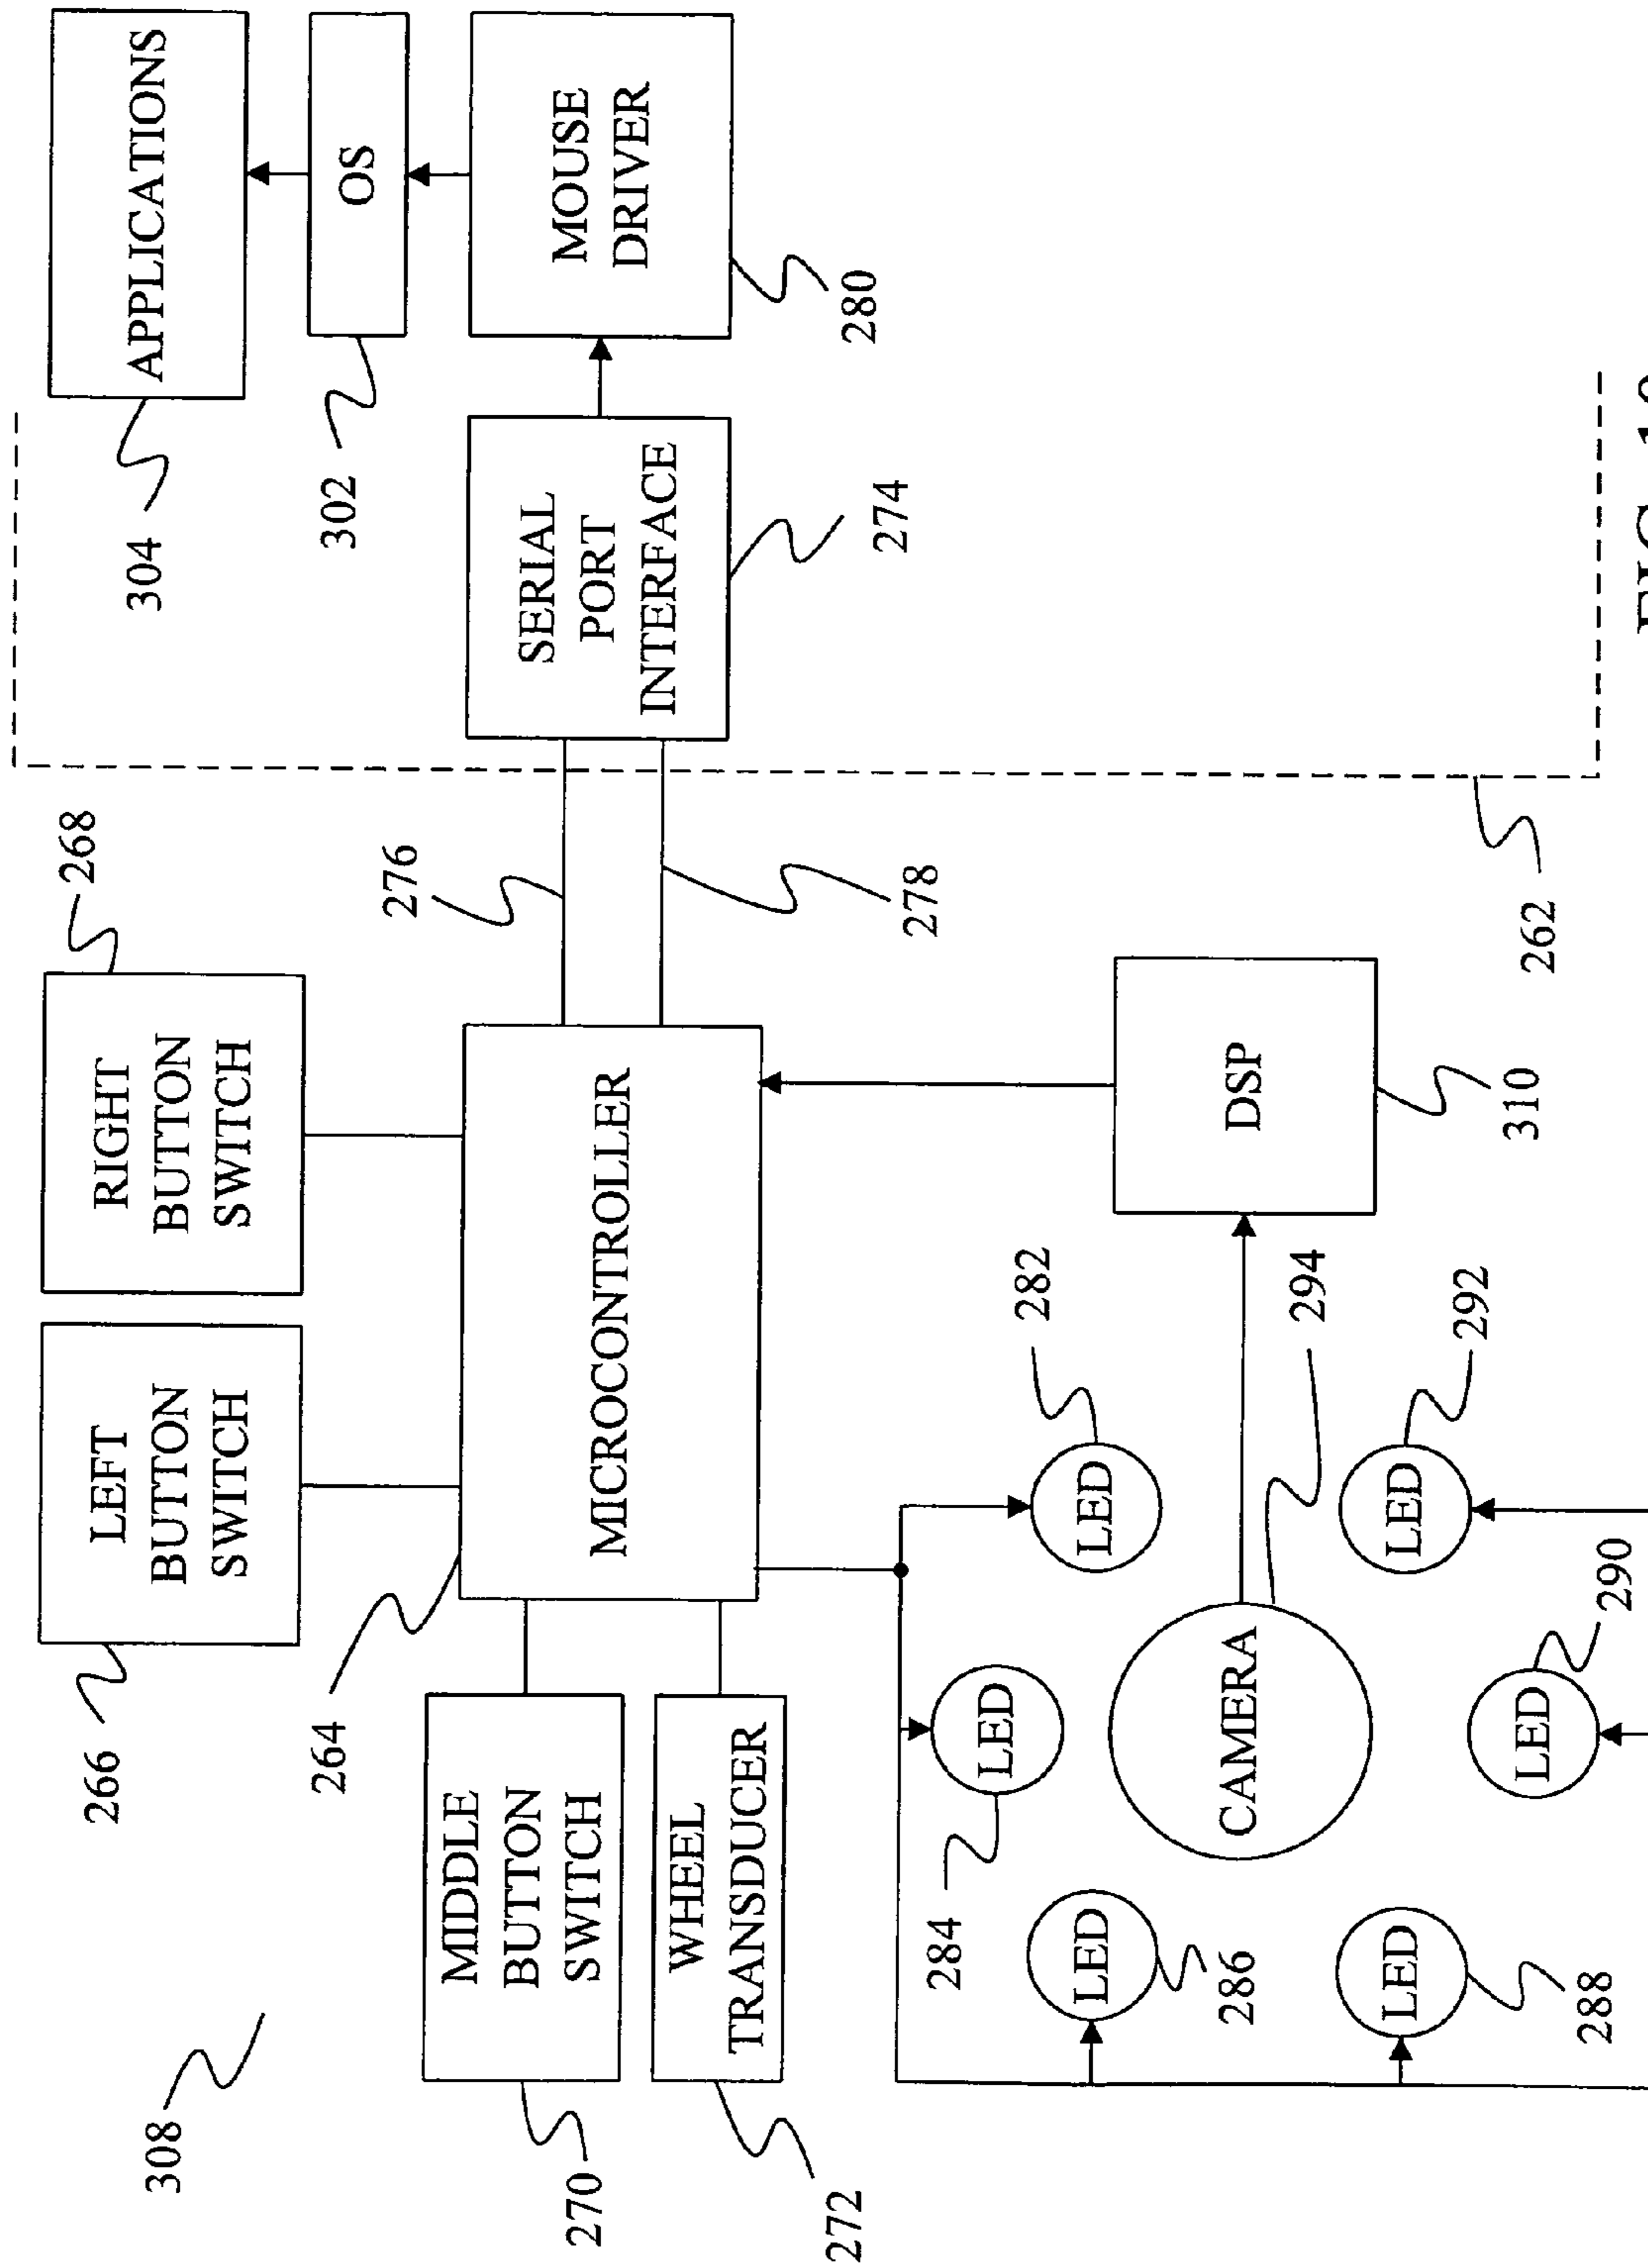 308
266
LEFT
BUTTON
SWITCH
RIGHT
BUTTON
SWITCH
268
304
APPLICATIONS
302
OS
264
276
270
MIDDLE
BUTTON
SWITCH
MICROCONTROLLER
SERIAL
PORT
INTERFACE
MOUSE
DRIVER
272
WHEEL
TRANSDUCER
278
274
280
284
LED
282
LED
LED
286
CAMERA
294
DSP
310
LED
288
LED
292
LED
290
262